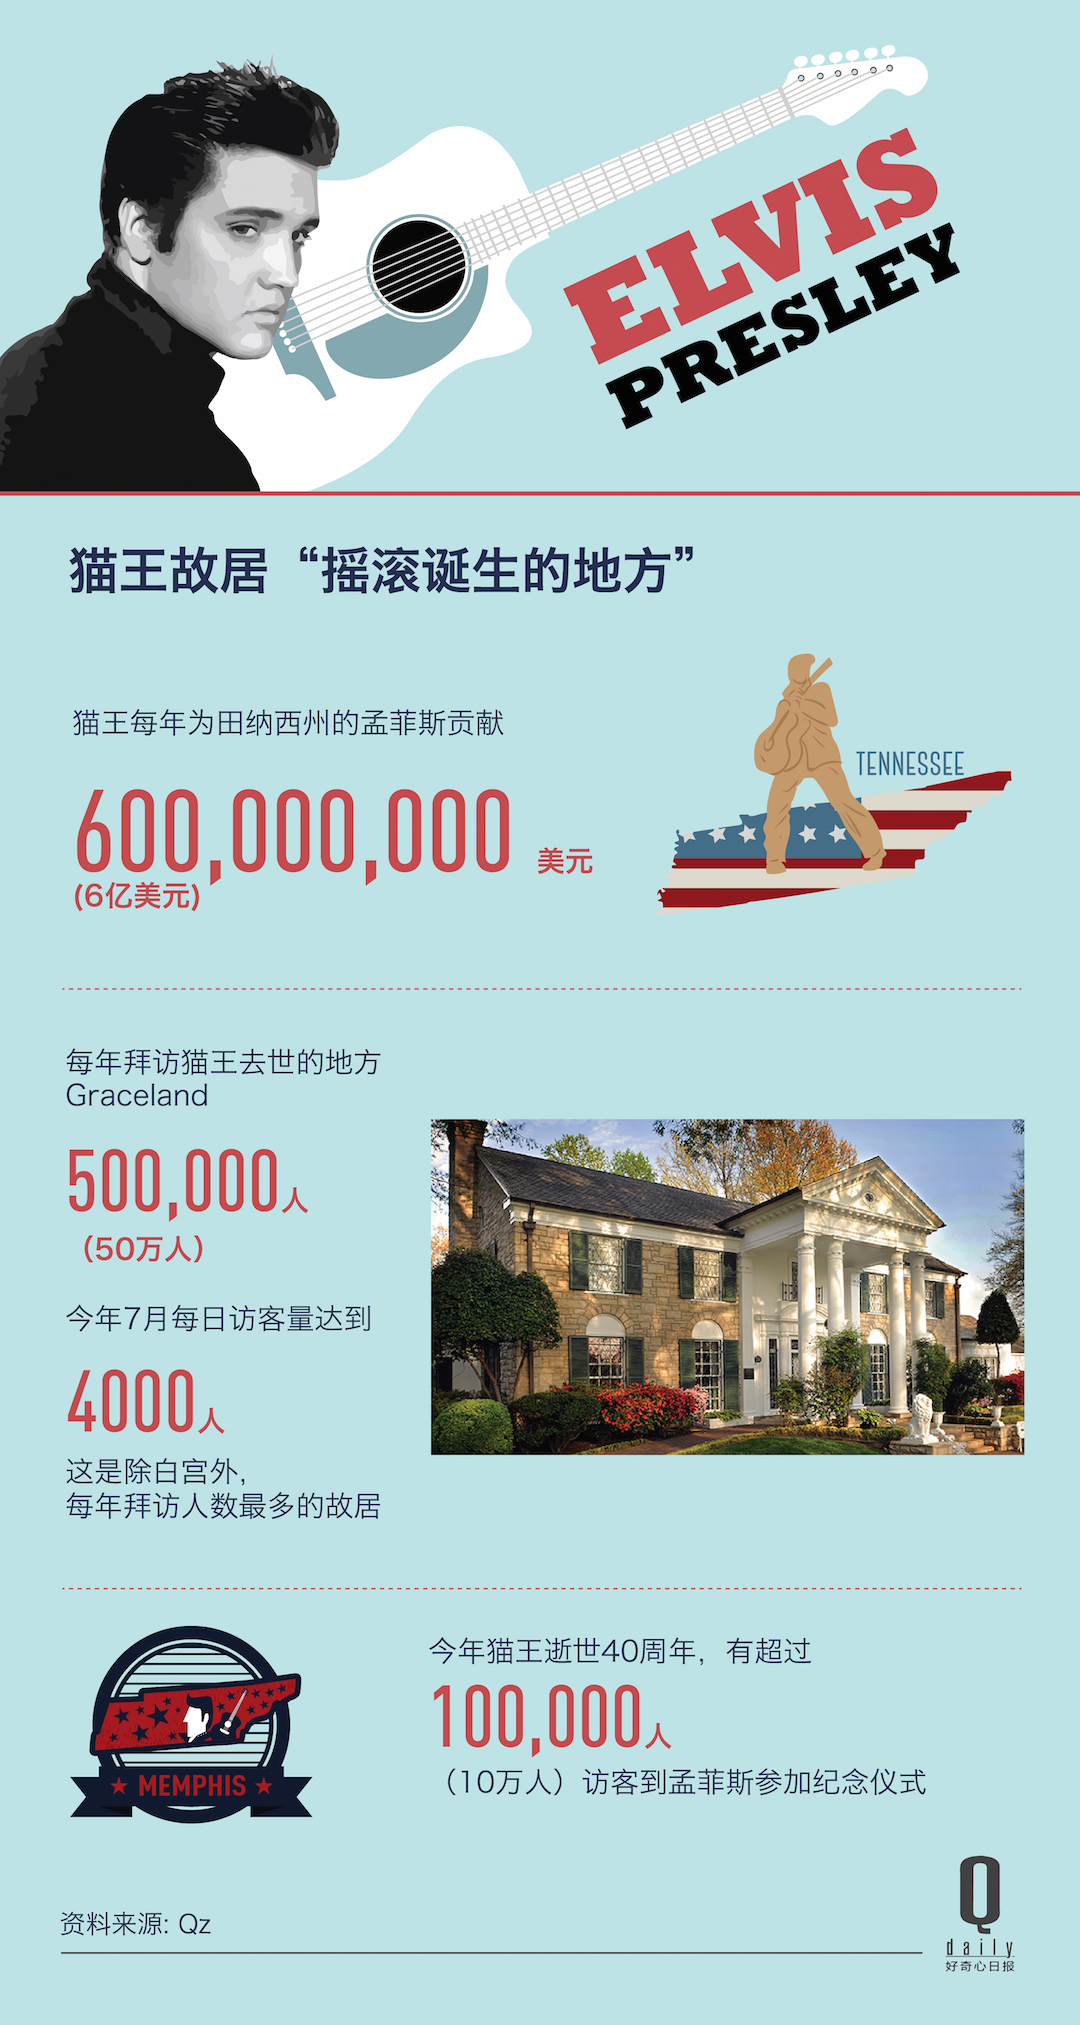 ELVIS
PRESLEY
猫王故居“摇滚诞生的地方”
猫王每年为田纳西州的孟菲斯贡献
600,000,000 美元
(6亿美元)
TENNESSEE
每年拜访猫王去世的地方
Graceland
500,000人
（50万人）
今年7月每日访客量达到
4000人
这是除白宫外，
每年拜访人数最多的故居
MEMPHIS
今年猫王逝世40周年，有超过
100,000人
（10万人）访客到孟菲斯参加纪念仪式
资料来源: Qz
Q
daily
好奇心日报